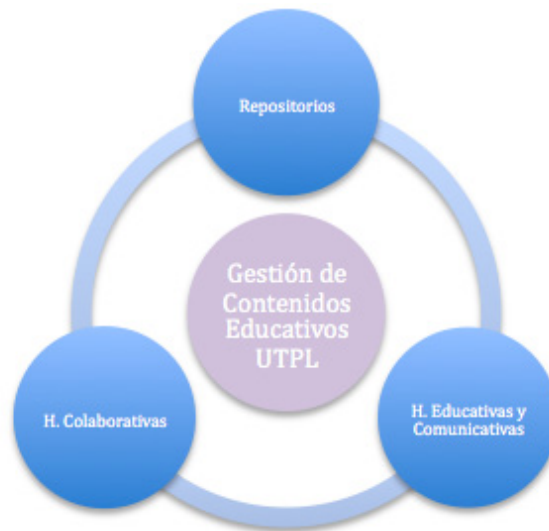 Repositorios
Gestión de
Contenidos
Educativos
UTPL
H. Colaborativas
H. Educativas y
Comunicativas